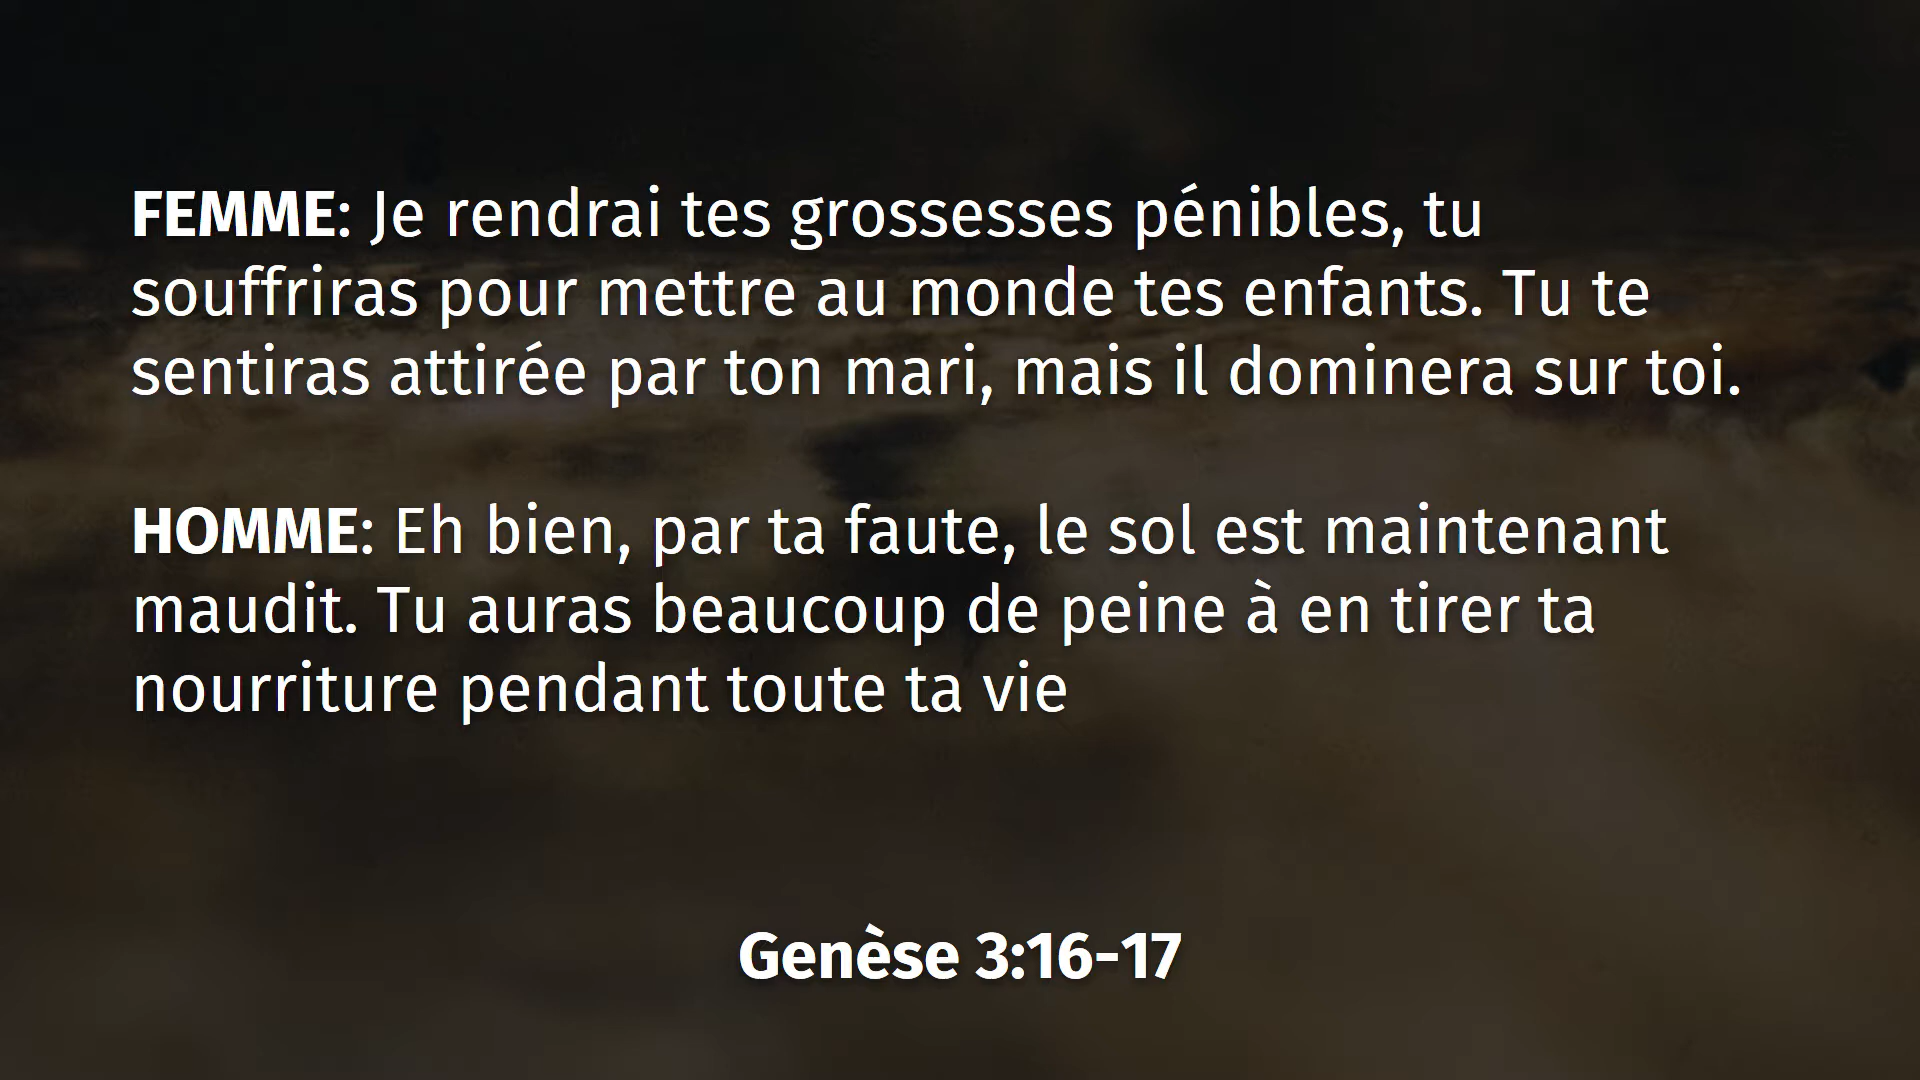 FEMME: Je rendrai tes grossesses pénibles, tu
souffriras pour mettre au monde tes enfants. Tu te
sentiras attirée par ton mari, mais il dominera sur toi.
HOMME: Eh bien, par ta faute, le sol est maintenant
maudit. Tu auras beaucoup de peine à en tirer ta
nourriture pendant toute ta vie
Genèse 3:16-17